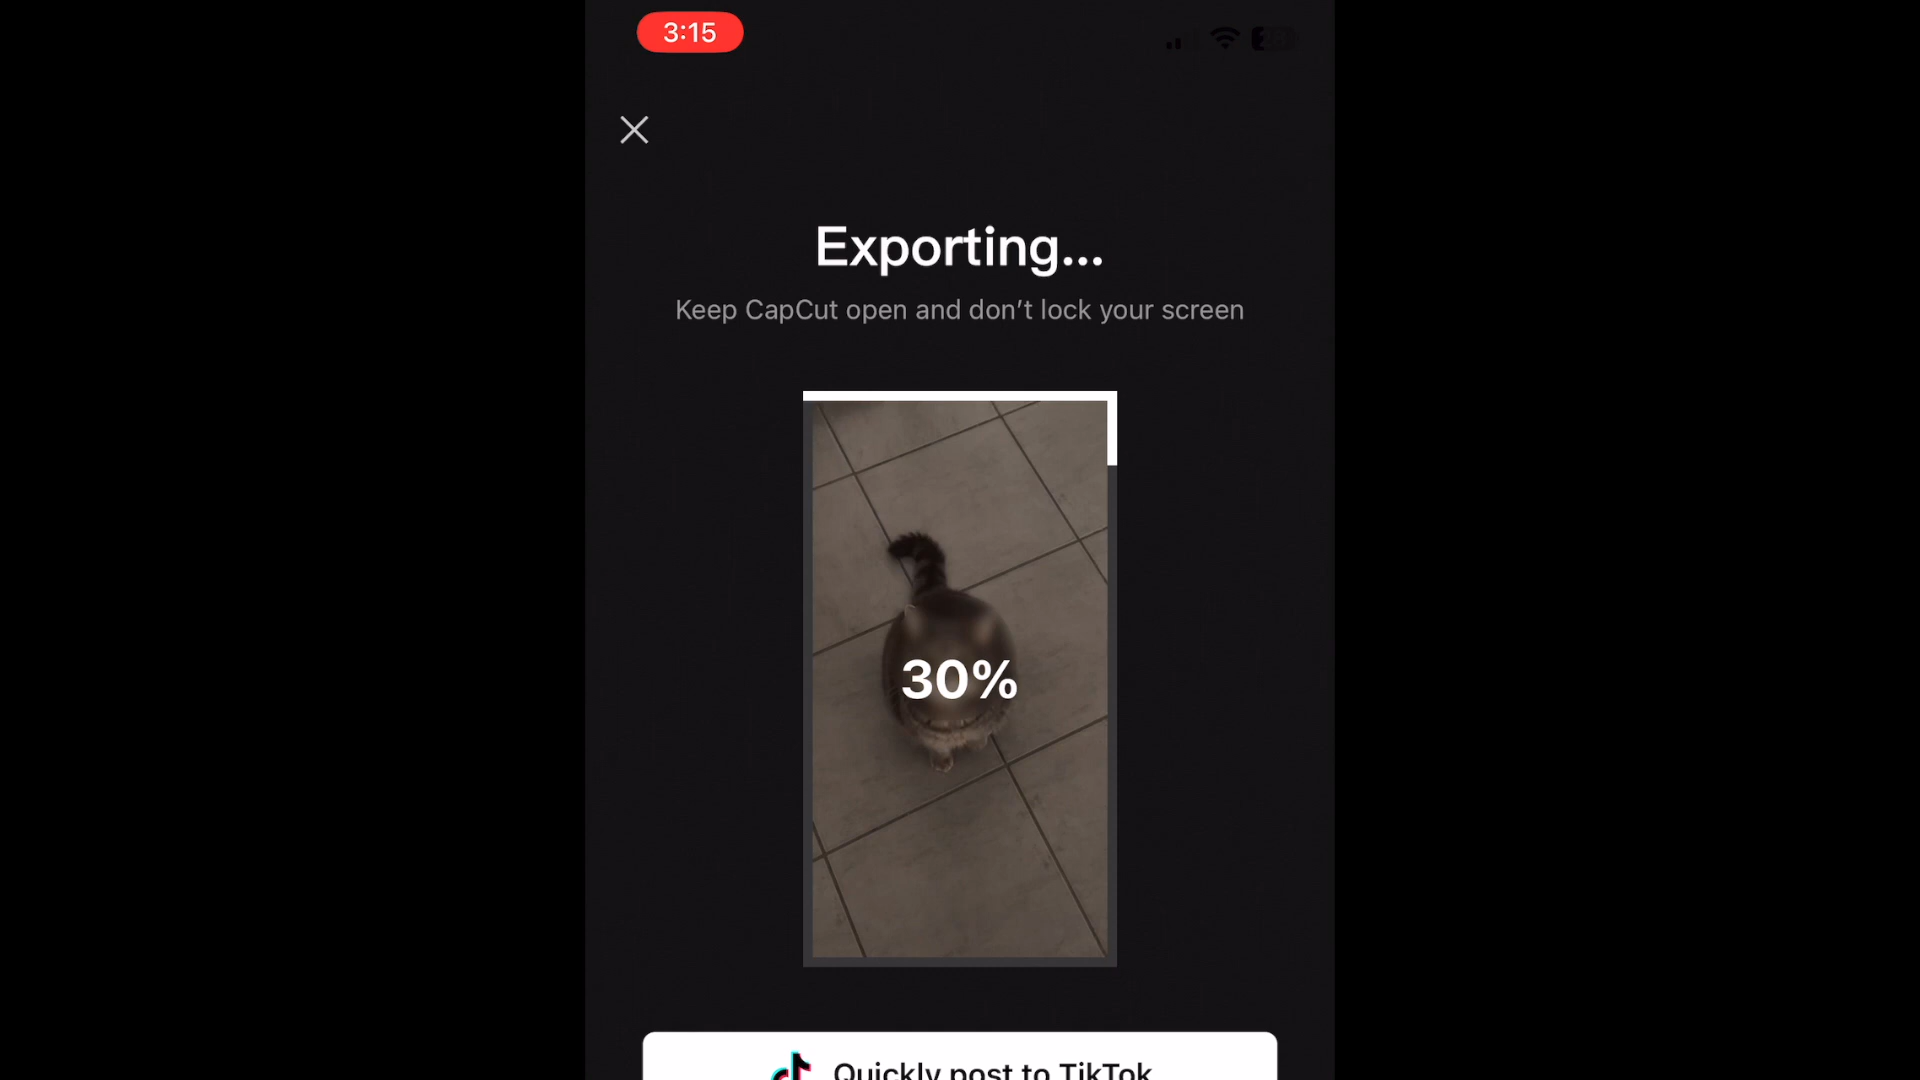 3:15
Exporting...
Keep CapCut open and don't lock your screen
30%
Quickly post to TikTok